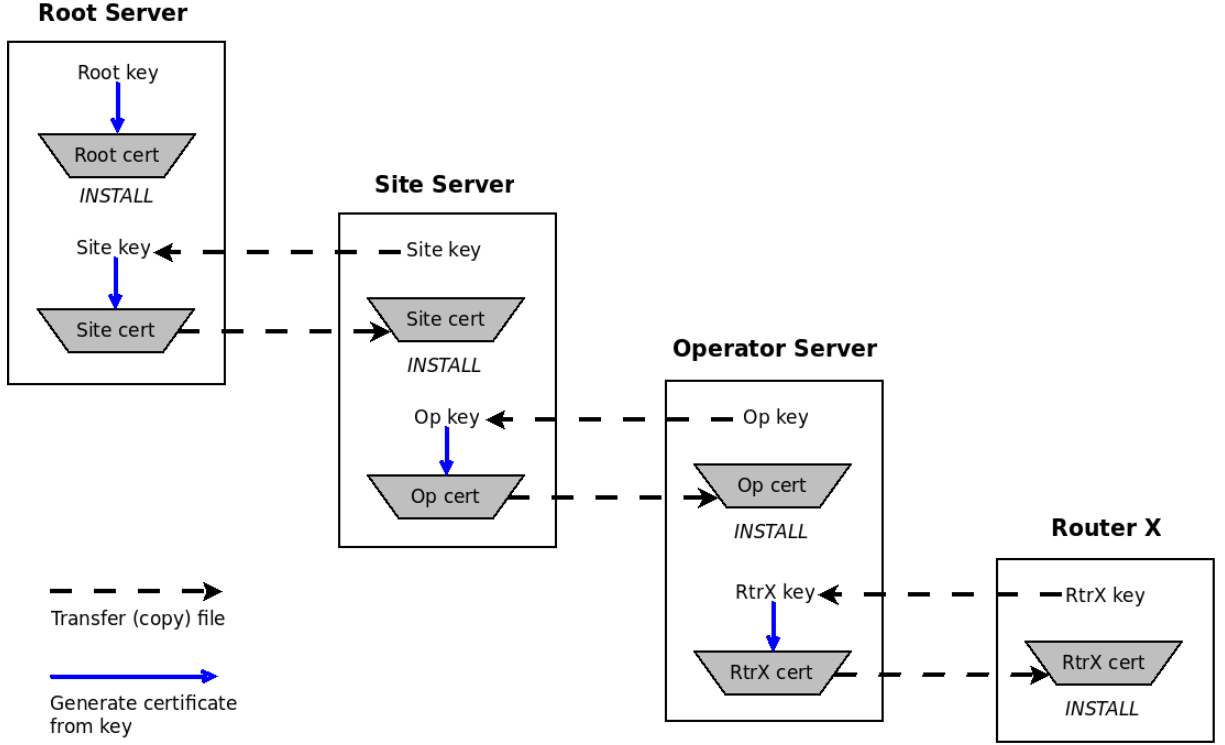 Root Server
Root key
Root cert
INSTALL
Site key
Site cert
Site Server
Site key
Site cert
INSTALL
Op key
Op cert
Operator Server
Op key
Op cert
INSTALL
RtrX key
RtrX cert
Router X
RtrX key
RtrX cert
INSTALL
Transfer (copy) file
Generate certificate
from key